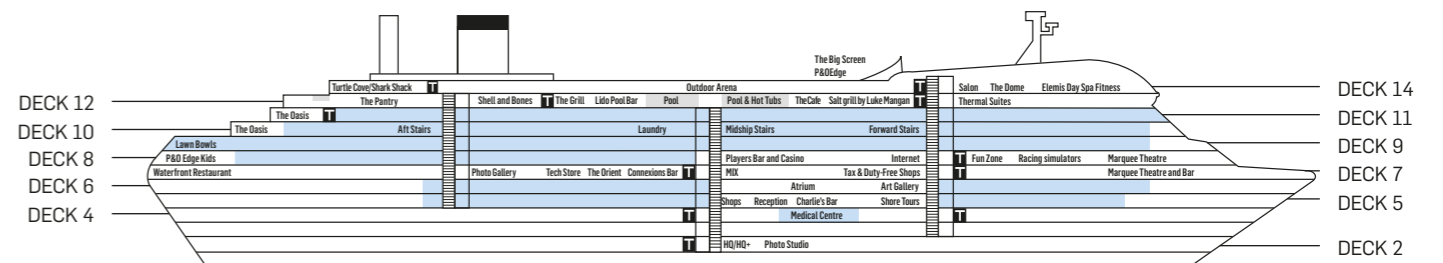 The Big Screen
P&OEdge
Turtle Cove/Shark Shack T Outdoor Arena T Salon The Dome Elemis Day Spa Fitness
DECK 14
DECK 12
The Pantry Shell and Bones T The Grill Lido Pool Bar Pool Pool & Hot Tubs The Cafe Salt grill by Luke Mangan T Thermal Suites
The Oasis T
DECK 11
DECK 10
The Oasis Aft Stairs Laundry Midship Stairs Forward Stairs
Lawn Bowls
DECK 9
DECK 8
P&O Edge Kids Players Bar and Casino Internet T Fun Zone Racing simulators Marquee Theatre
Waterfront Restaurant Photo Gallery Tech Store The Orient Connexions Bar T MIX Tax & Duty-Free Shops T Marquee Theatre and Bar
DECK 7
DECK 6
Atrium Art Gallery
Shops Reception Charlie's Bar Shore Tours
DECK 5
DECK 4
T Medical Centre T
T HQ/HQ+ Photo Studio
DECK 2